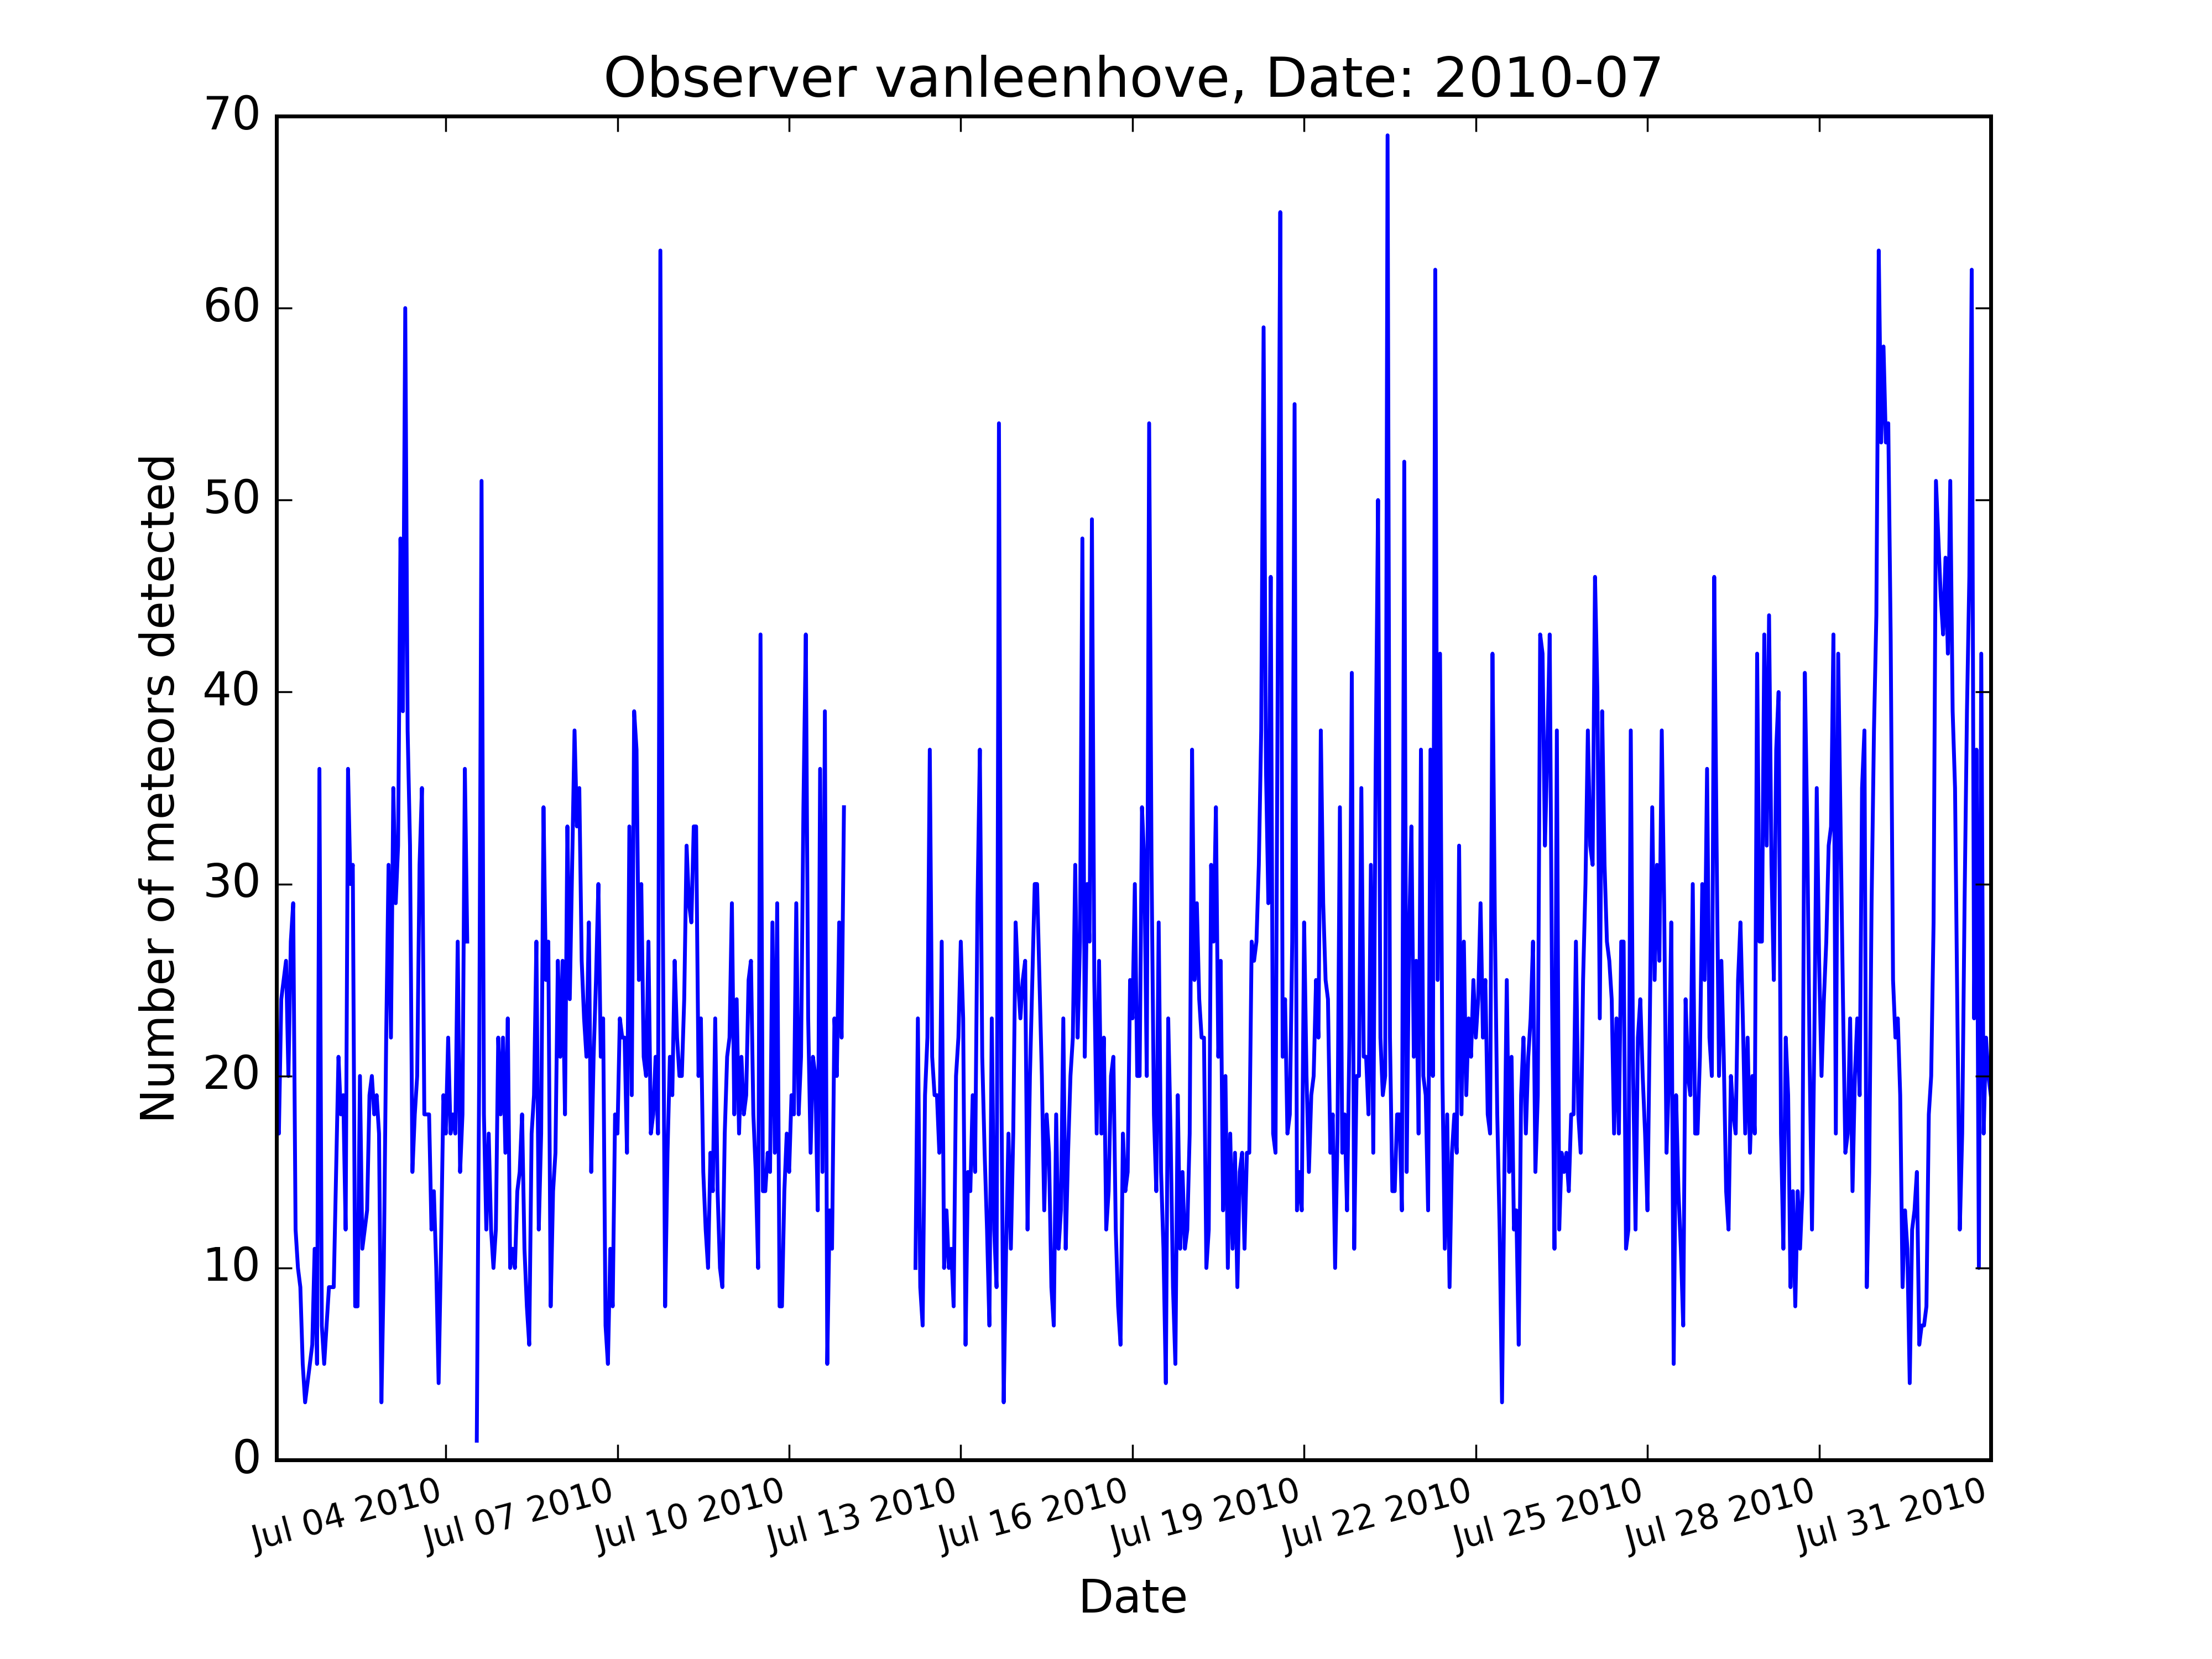 Observer vanleenhove, Date: 2010-07
Number of meteors detected
70
60
50
40
30
20
10
0
Jul 04 2010
Jul 07 2010
Jul 10 2010
Jul 13 2010
Jul 16 2010
Jul 19 2010
Jul 22 2010
Jul 25 2010
Jul 28 2010
Jul 31 2010
Date